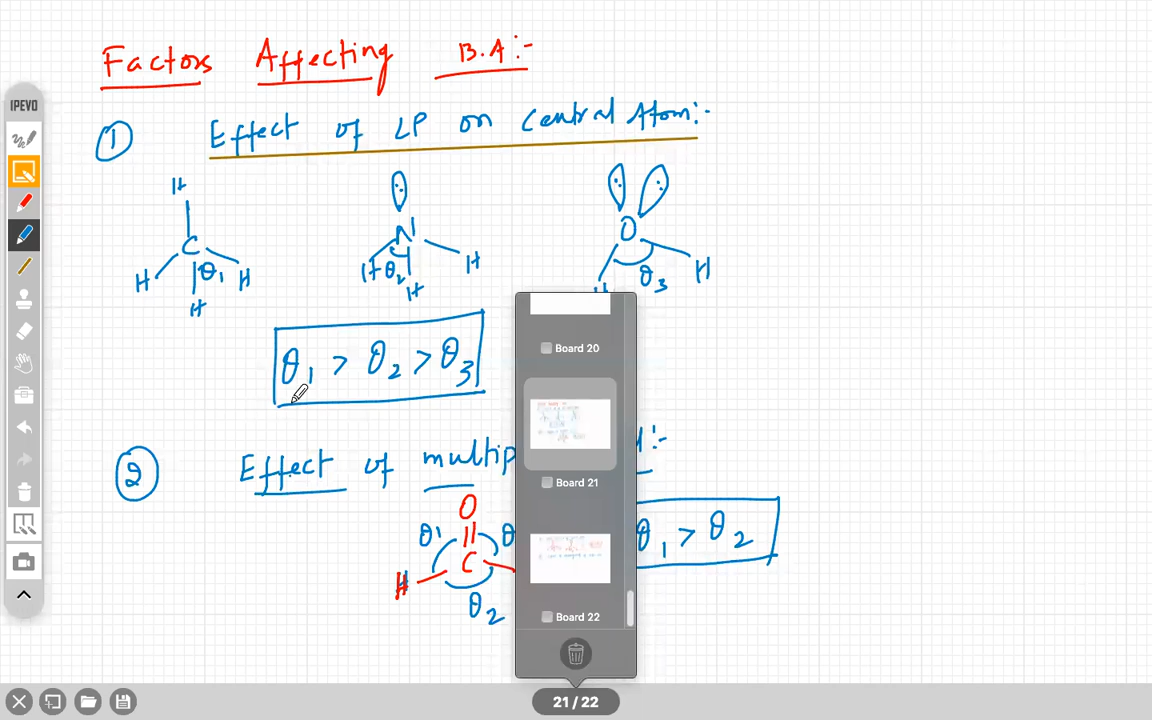 Factors Affecting B.A:-
IPEVO
① Effect of LP on Central Atom:-
H
C
H θ1 H
H
N
H θ2 H
H
O
θ3 H
θ1 > θ2 > θ3
Board 20
② Effect of
Board 21
O
θ1 θ
C
H
θ2
θ1 > θ2
Board 22
21 / 22